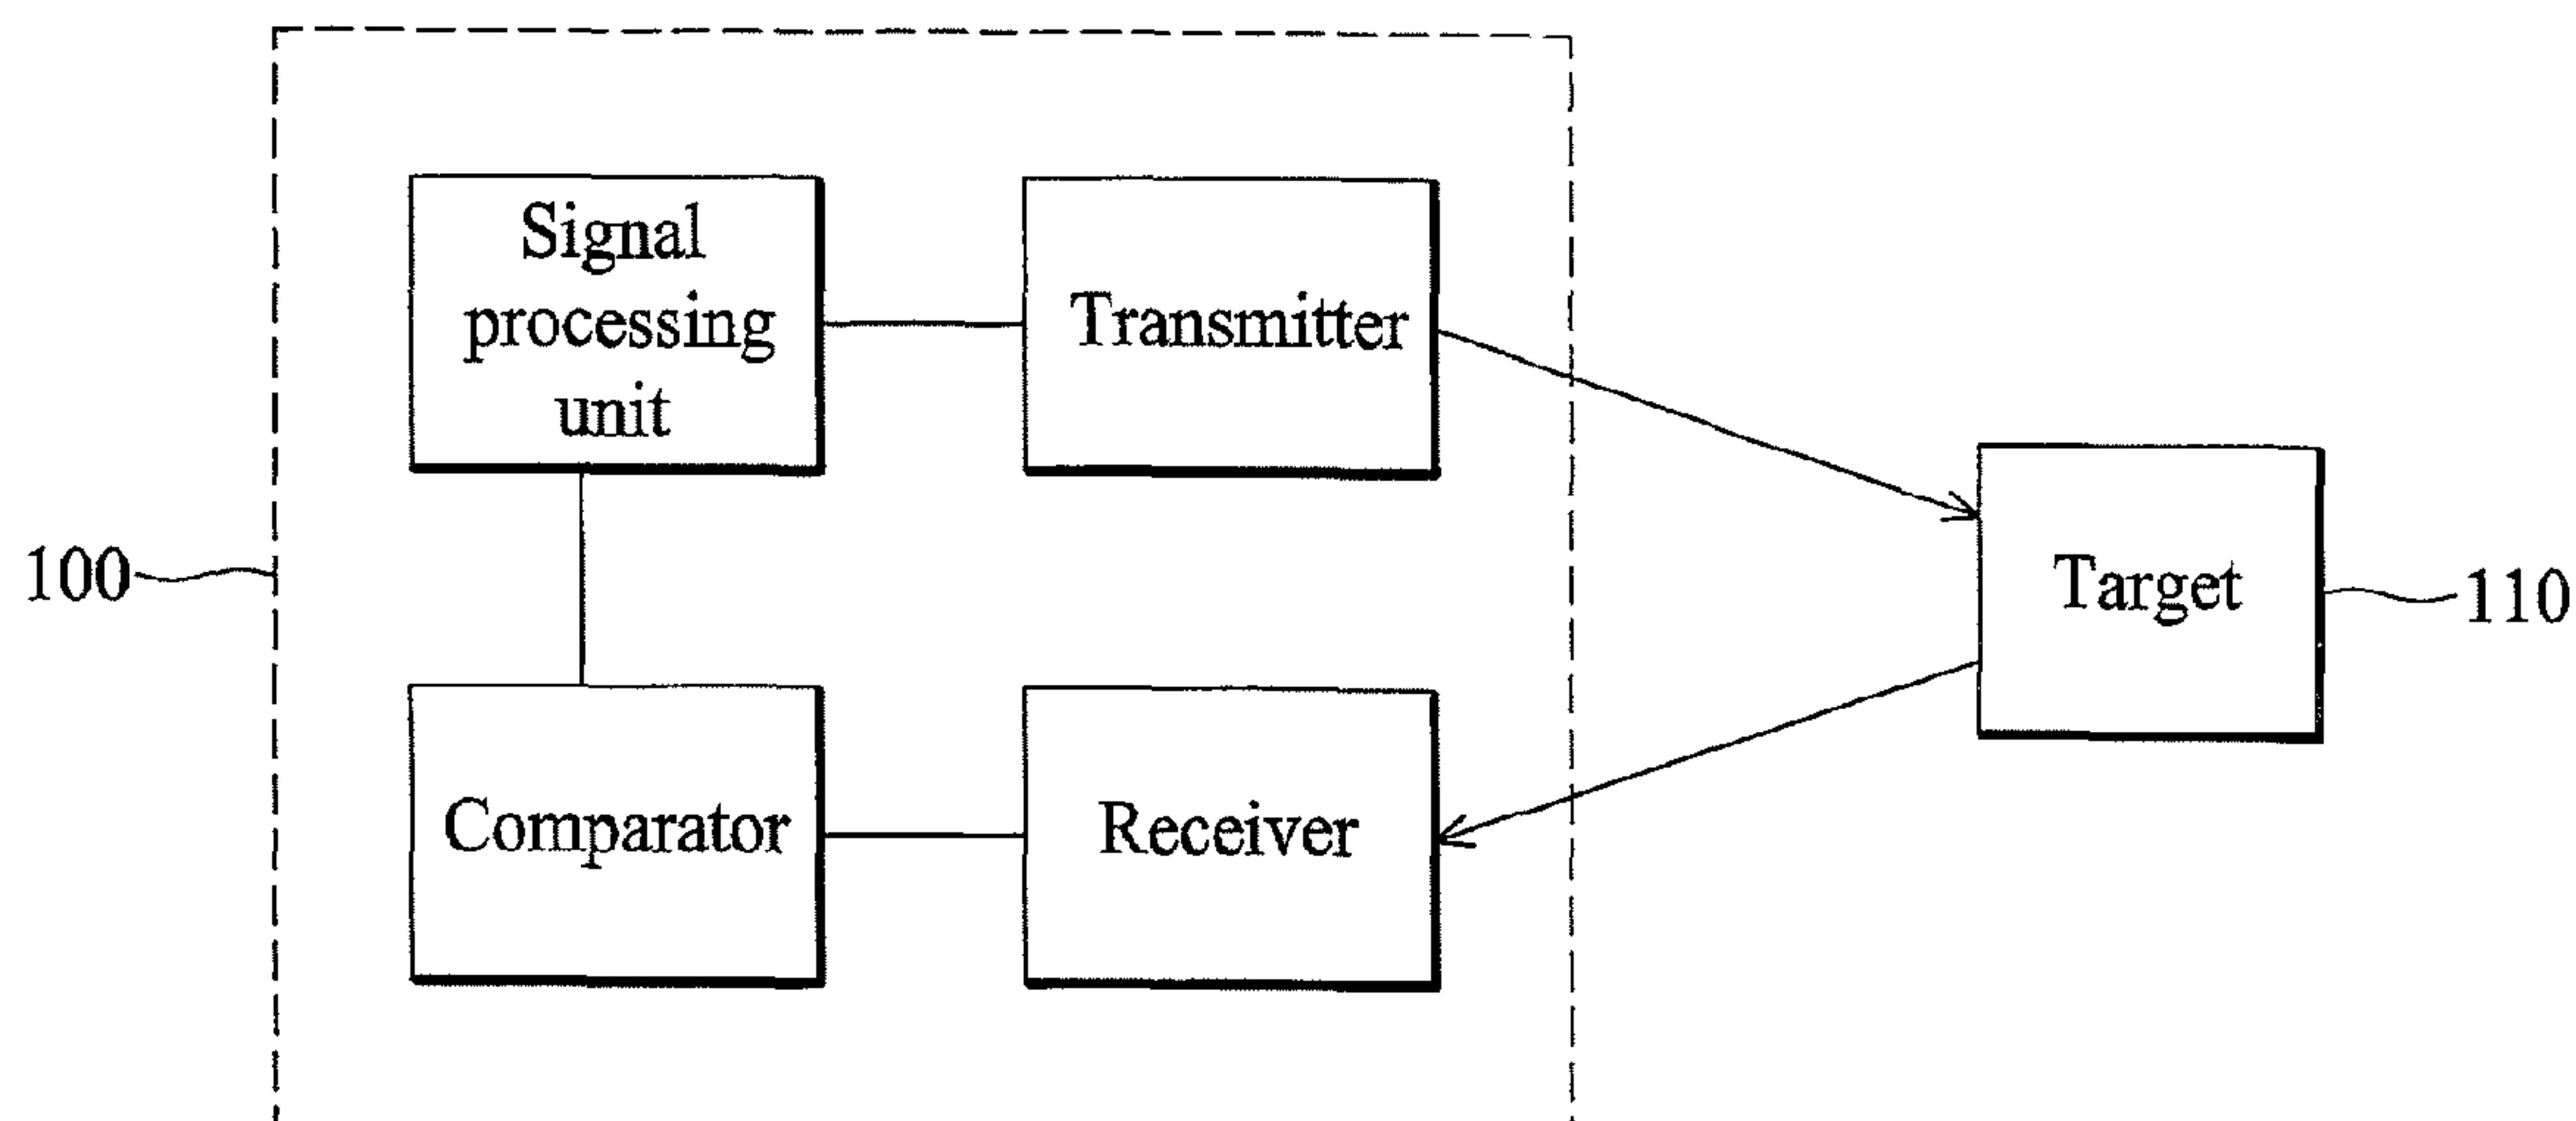 Signal
processing
unit
Transmitter
100
Target
110
Comparator
Receiver